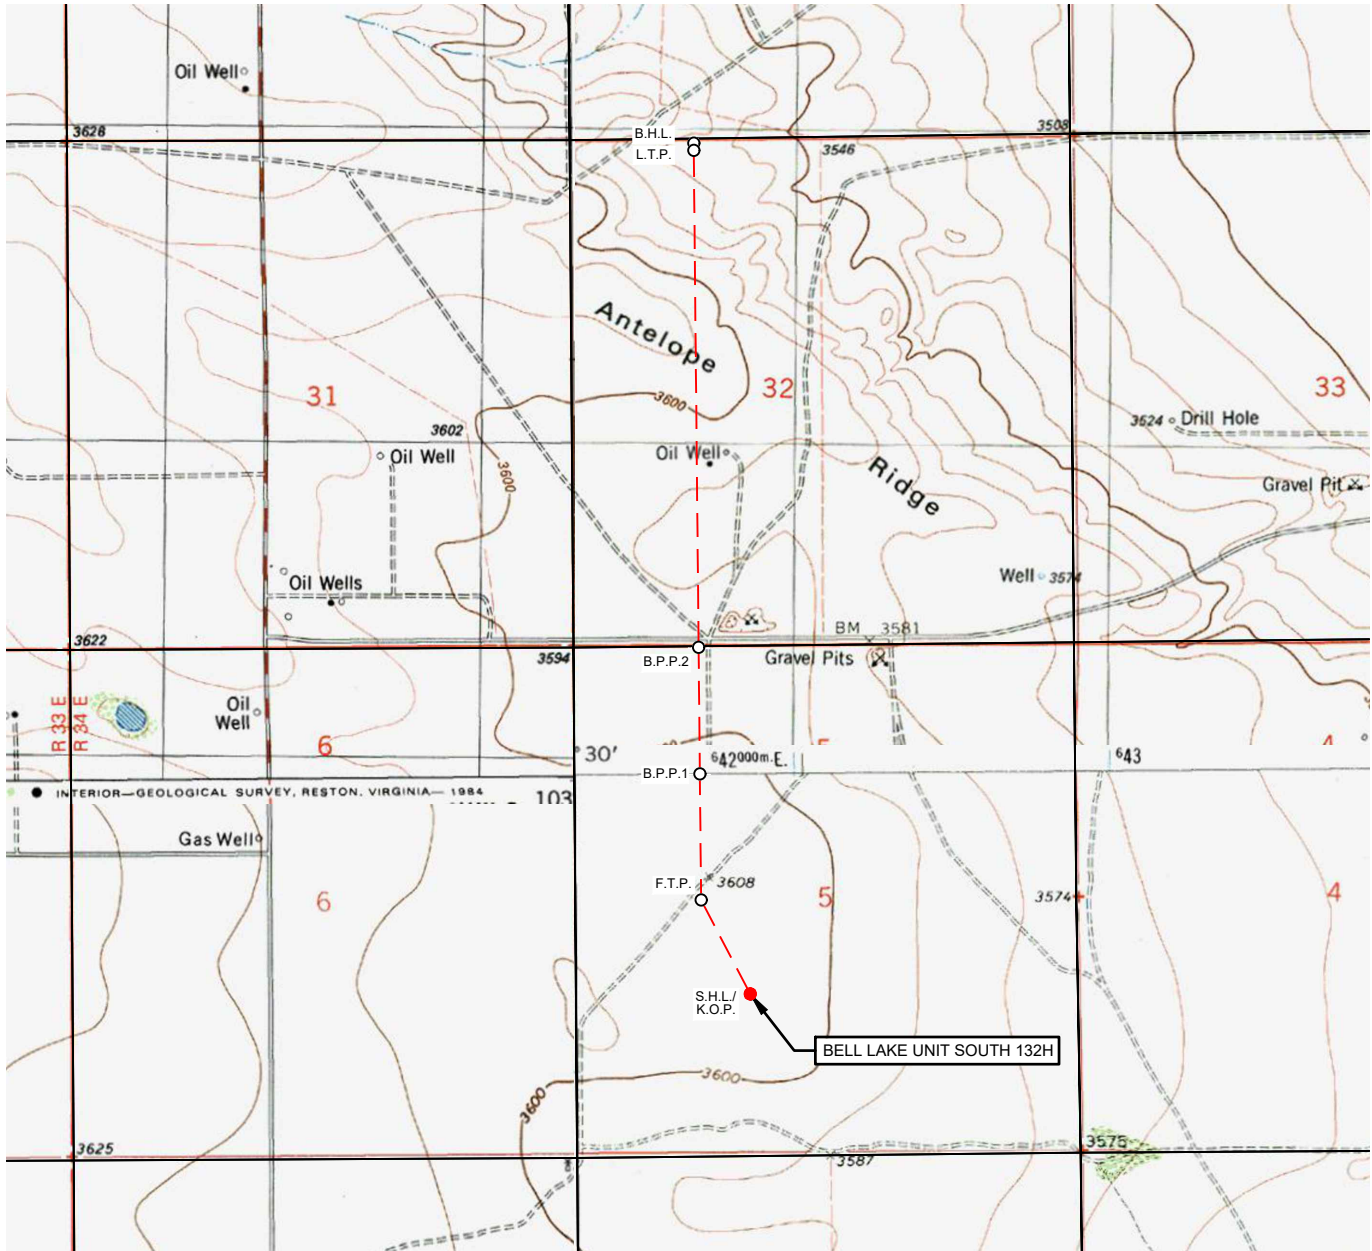 Oil Well
3628
B.H.L.
L.T.P.
3546
3508
Antelope
31
32
33
3600
3602
3524
Drill Hole
Oil Well
Oil Well
3600
Ridge
Gravel Pit
Oil Wells
Well
3574
BM 3581
3622
3594
B.P.P.2
Gravel Pits
R 33 E
R 34 E
Oil
Well
6
30'
642000m.E.
643
B.P.P.1
INTERIOR—GEOLOGICAL SURVEY, RESTON, VIRGINIA— 1984
103
Gas Well
F.T.P.
3608
6
5
3574
4
S.H.L./
K.O.P.
BELL LAKE UNIT SOUTH 132H
3600
3600
3625
3575
3587